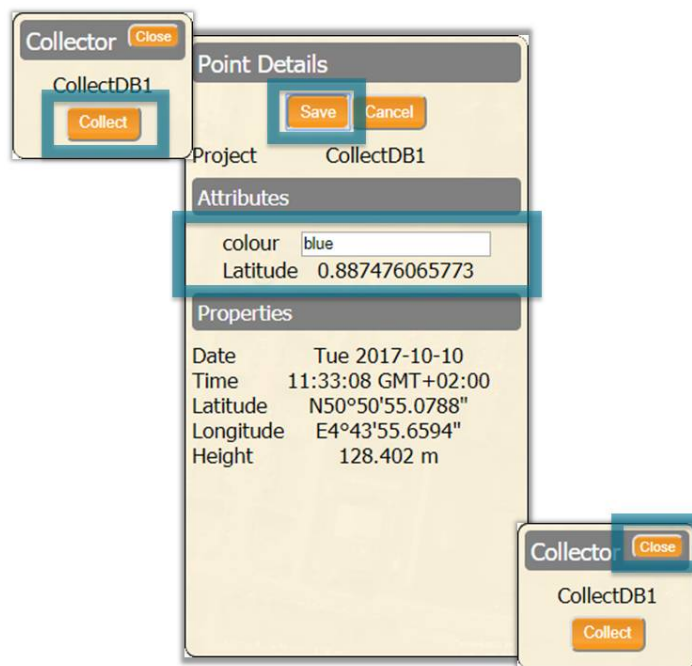 Collector Close
CollectDB1
Collect
Point Details
Save Cancel
Project CollectDB1
Attributes
colour blue
Latitude 0.887476065773
Properties
Date Tue 2017-10-10
Time 11:33:08 GMT+02:00
Latitude N50°50'55.0788"
Longitude E4°43'55.6594"
Height 128.402 m
Collector Close
CollectDB1
Collect